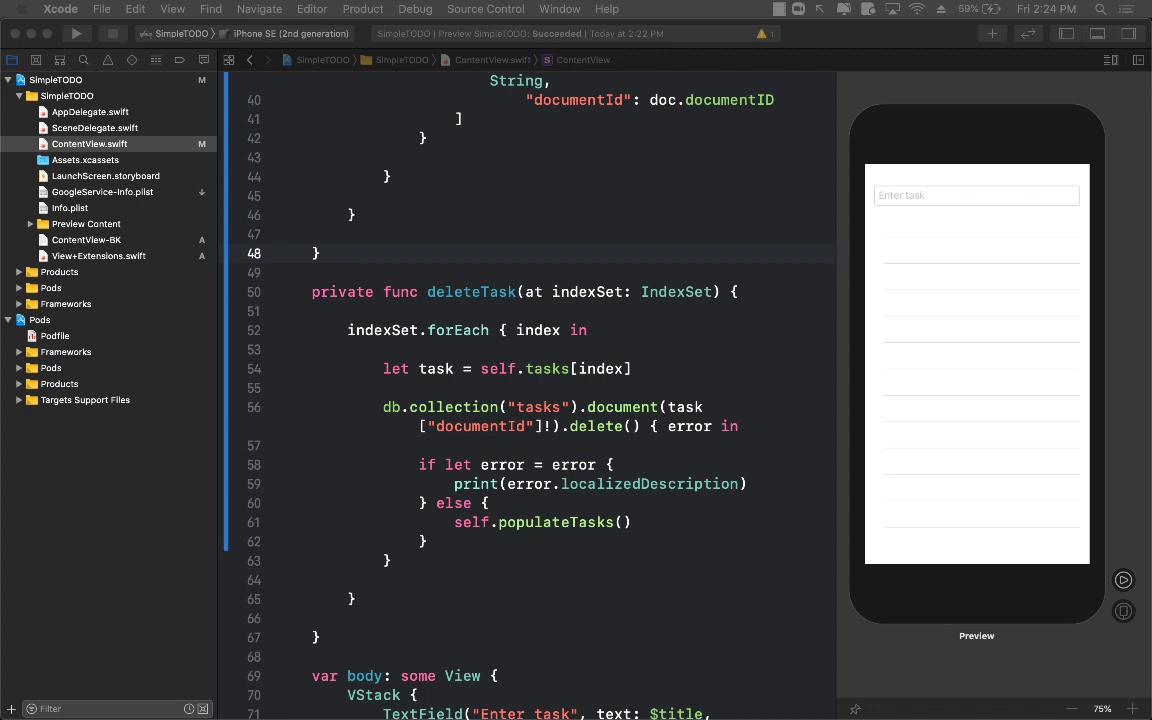 Xcode File Edit View Find Navigate Editor Product Debug Source Control Window Help 59% Fri 2:24 PM
SimpleTODO iPhone SE (2nd generation) SimpleTODO | Preview SimpleTODO: Succeeded | Today at 2:22 PM 1
SimpleTODO SimpleTODO ContentView.swift S ContentView
SimpleTODO M
SimpleTODO
AppDelegate.swift
SceneDelegate.swift
ContentView.swift M
Assets.xcassets
LaunchScreen.storyboard
GoogleService-Info.plist
Info.plist
Preview Content
ContentView-BK A
View+Extensions.swift A
Products
Pods
Frameworks
Pods
Podfile
Frameworks
Pods
Products
Targets Support Files
Filter
String,
40 "documentId": doc.documentID
41 ]
42 }
43
44 }
45
46 }
47
48 }
49
50 private func deleteTask(at indexSet: IndexSet) {
51
52 indexSet.forEach { index in
53
54 let task = self.tasks[index]
55
56 db.collection("tasks").document(task
["documentId"]!).delete() { error in
57
58 if let error = error {
59 print(error.localizedDescription)
60 } else {
61 self.populateTasks()
62 }
63 }
64
65 }
66
67 }
68
69 var body: some View {
70 VStack {
71 TextField("Enter task", text: $title,
Enter task
Preview
75%